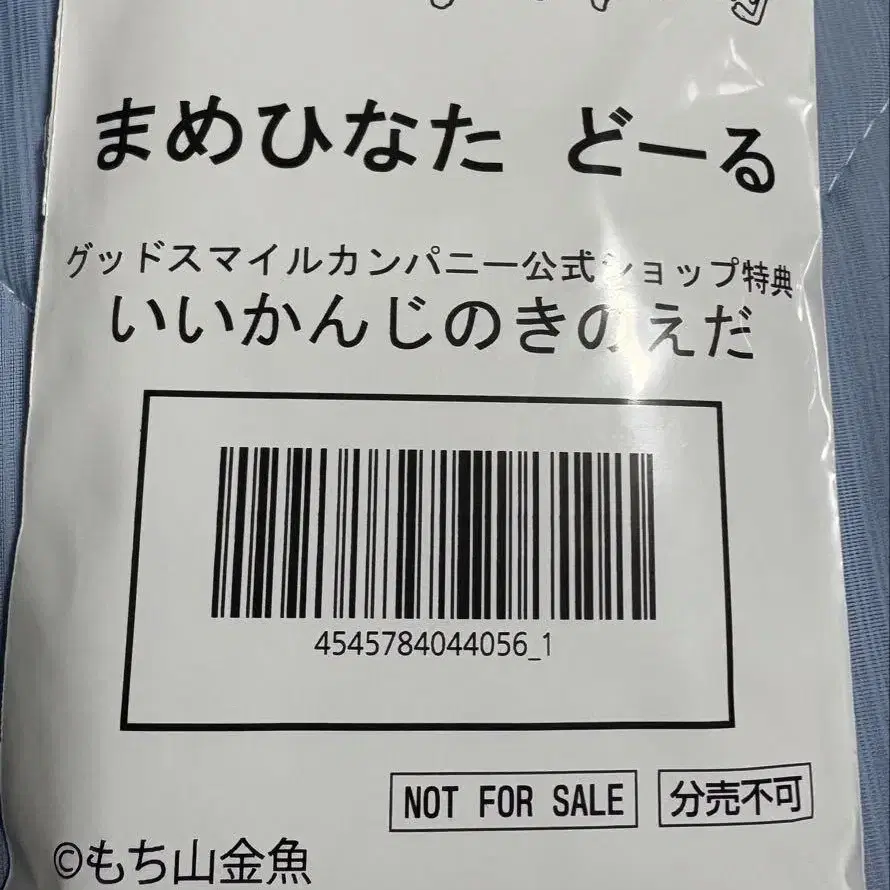 まめひなた どーる
グッドスマイルカンパニー公式ショップ特典
いいかんじのきのえだ
4545784044056_1
NOT FOR SALE
分売不可
©もち山金魚